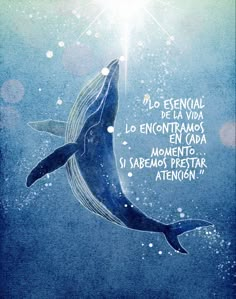 "LO ESENCIAL
DE LA VIDA
LO ENCONTRAMOS
EN CADA
MOMENTO...
SI SABEMOS PRESTAR
ATENCIÓN."